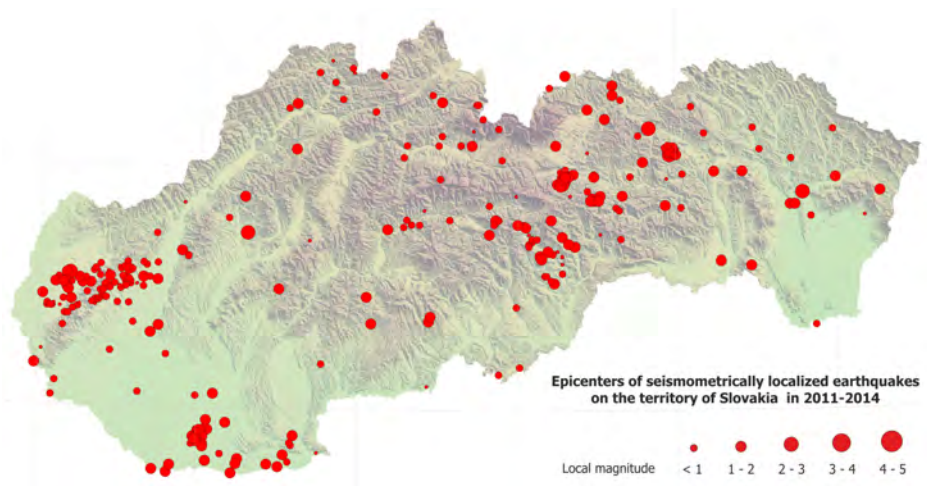 Epicenters of seismometrically localized earthquakes
on the territory of Slovakia in 2011-2014
Local magnitude < 1 1 - 2 2 - 3 3 - 4 4 - 5